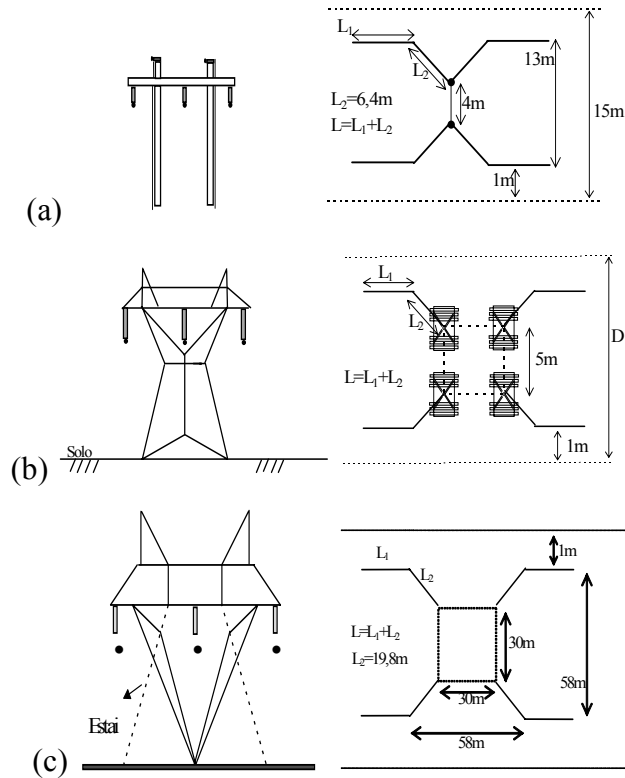 (a)
L₁
L₂
L₂=6,4m
L=L₁+L₂
4m
13m
15m
1m
(b)
Solo
L₁
L₂
L=L₁+L₂
5m
D
1m
(c)
Estai
L₁
L₂
L=L₁+L₂
L₂=19,8m
1m
30m
30m
58m
58m